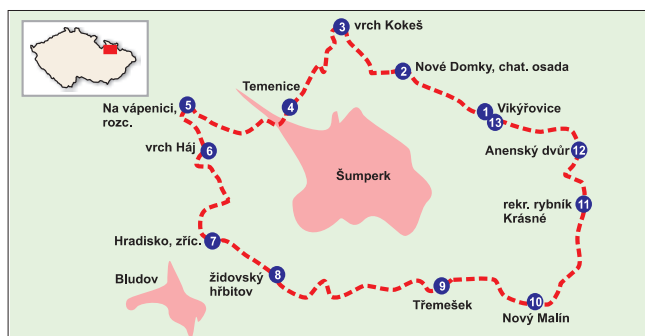 3 vrch Kokeš
2 Nové Domky, chat. osada
Temenice
4
5
Na vápenici,
rozc.
1 Vikýřovice
13
vrch Háj 6
Anenský dvůr 12
Šumperk
11
rekr. rybník
Krásné
Hradisko, zříc. 7
židovský
hřbitov
8
Bludov
9
Třemešek
10
Nový Malín